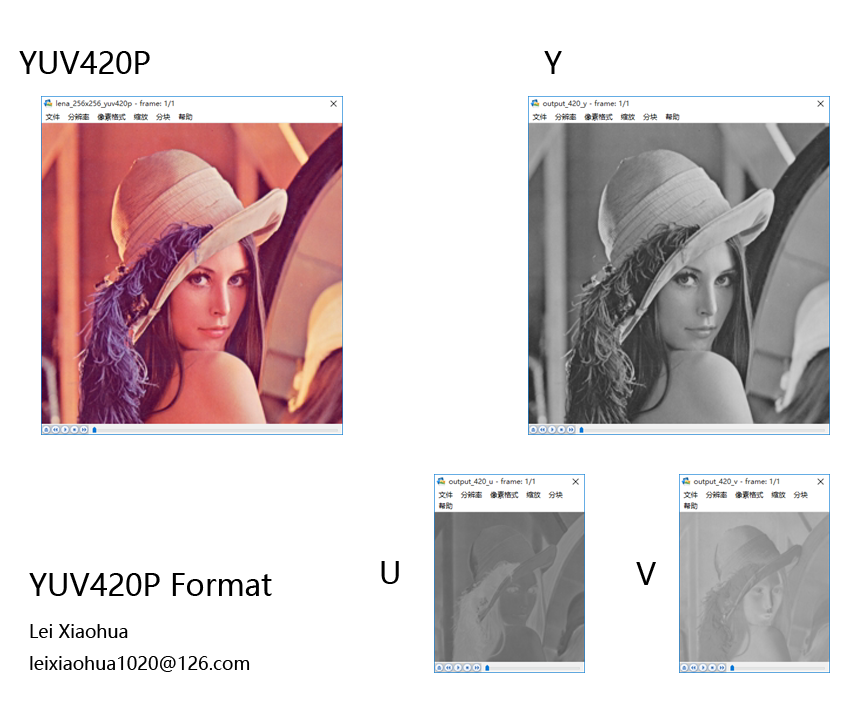 YUV420P
Y
lena_256x256_yuv420p - frame: 1/1
文件 分辨率 像素格式 缩放 分块 帮助
output_420_y - frame: 1/1
文件 分辨率 像素格式 缩放 分块 帮助
U
output_420_u - frame: 1/1
文件 分辨率 像素格式 缩放 分块
帮助
V
output_420_v - frame: 1/1
文件 分辨率 像素格式 缩放 分块
帮助
YUV420P Format
Lei Xiaohua
leixiaohua1020@126.com